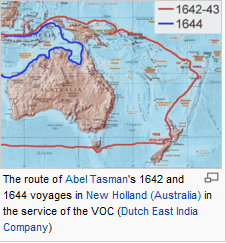 1642-43
1644
The route of Abel Tasman's 1642 and
1644 voyages in New Holland (Australia) in
the service of the VOC (Dutch East India
Company)